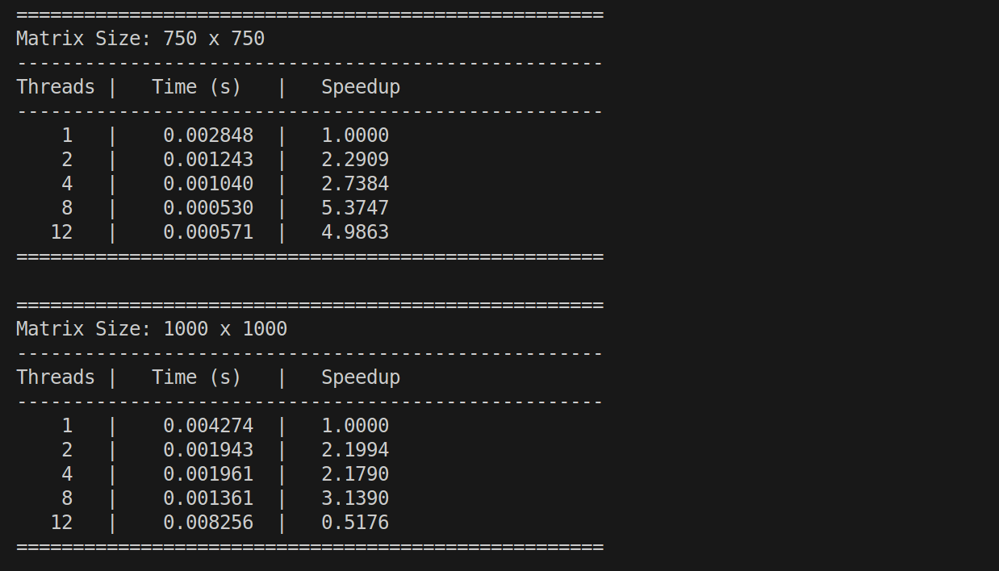 ====================================================
Matrix Size: 750 x 750
----------------------------------------------------
Threads |   Time (s)   |   Speedup
----------------------------------------------------
    1   |    0.002848  |   1.0000
    2   |    0.001243  |   2.2909
    4   |    0.001040  |   2.7384
    8   |    0.000530  |   5.3747
   12   |    0.000571  |   4.9863
====================================================

====================================================
Matrix Size: 1000 x 1000
----------------------------------------------------
Threads |   Time (s)   |   Speedup
----------------------------------------------------
    1   |    0.004274  |   1.0000
    2   |    0.001943  |   2.1994
    4   |    0.001961  |   2.1790
    8   |    0.001361  |   3.1390
   12   |    0.008256  |   0.5176
====================================================